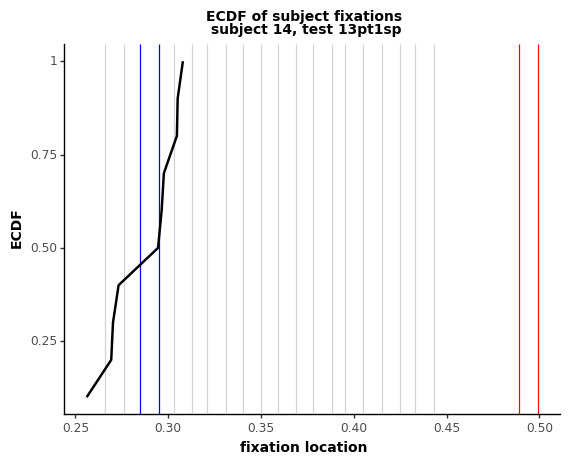 ECDF of subject fixations
subject 14, test 13pt1sp
1
0.75
0.50
0.25
ECDF
0.25 0.30 0.35 0.40 0.45 0.50
fixation location